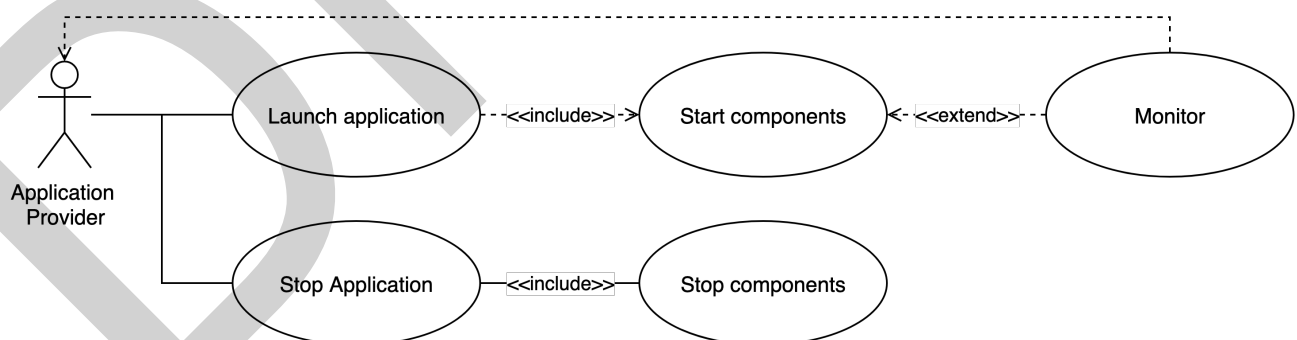 Launch application
<<include>>
Start components
<<extend>>
Monitor
Application
Provider
Stop Application
<<include>>
Stop components